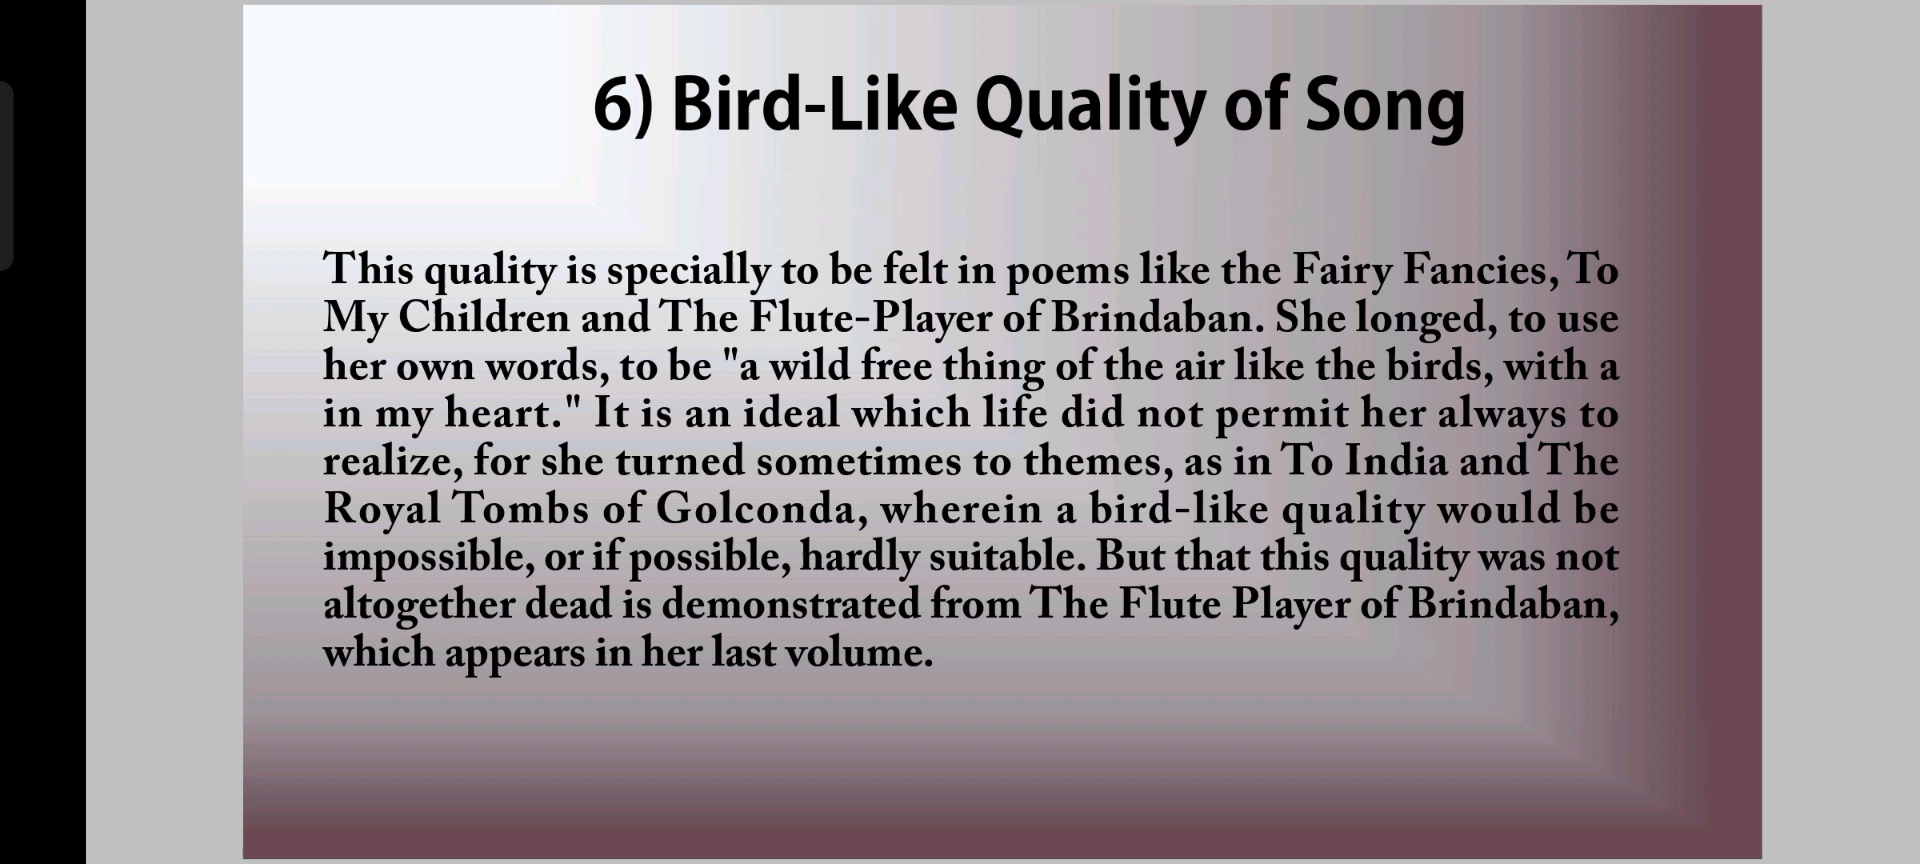 6) Bird-Like Quality of Song
This quality is specially to be felt in poems like the Fairy Fancies, To
My Children and The Flute-Player of Brindaban. She longed, to use
her own words, to be "a wild free thing of the air like the birds, with a
in my heart." It is an ideal which life did not permit her always to
realize, for she turned sometimes to themes, as in To India and The
Royal Tombs of Golconda, wherein a bird-like quality would be
impossible, or if possible, hardly suitable. But that this quality was not
altogether dead is demonstrated from The Flute Player of Brindaban,
which appears in her last volume.